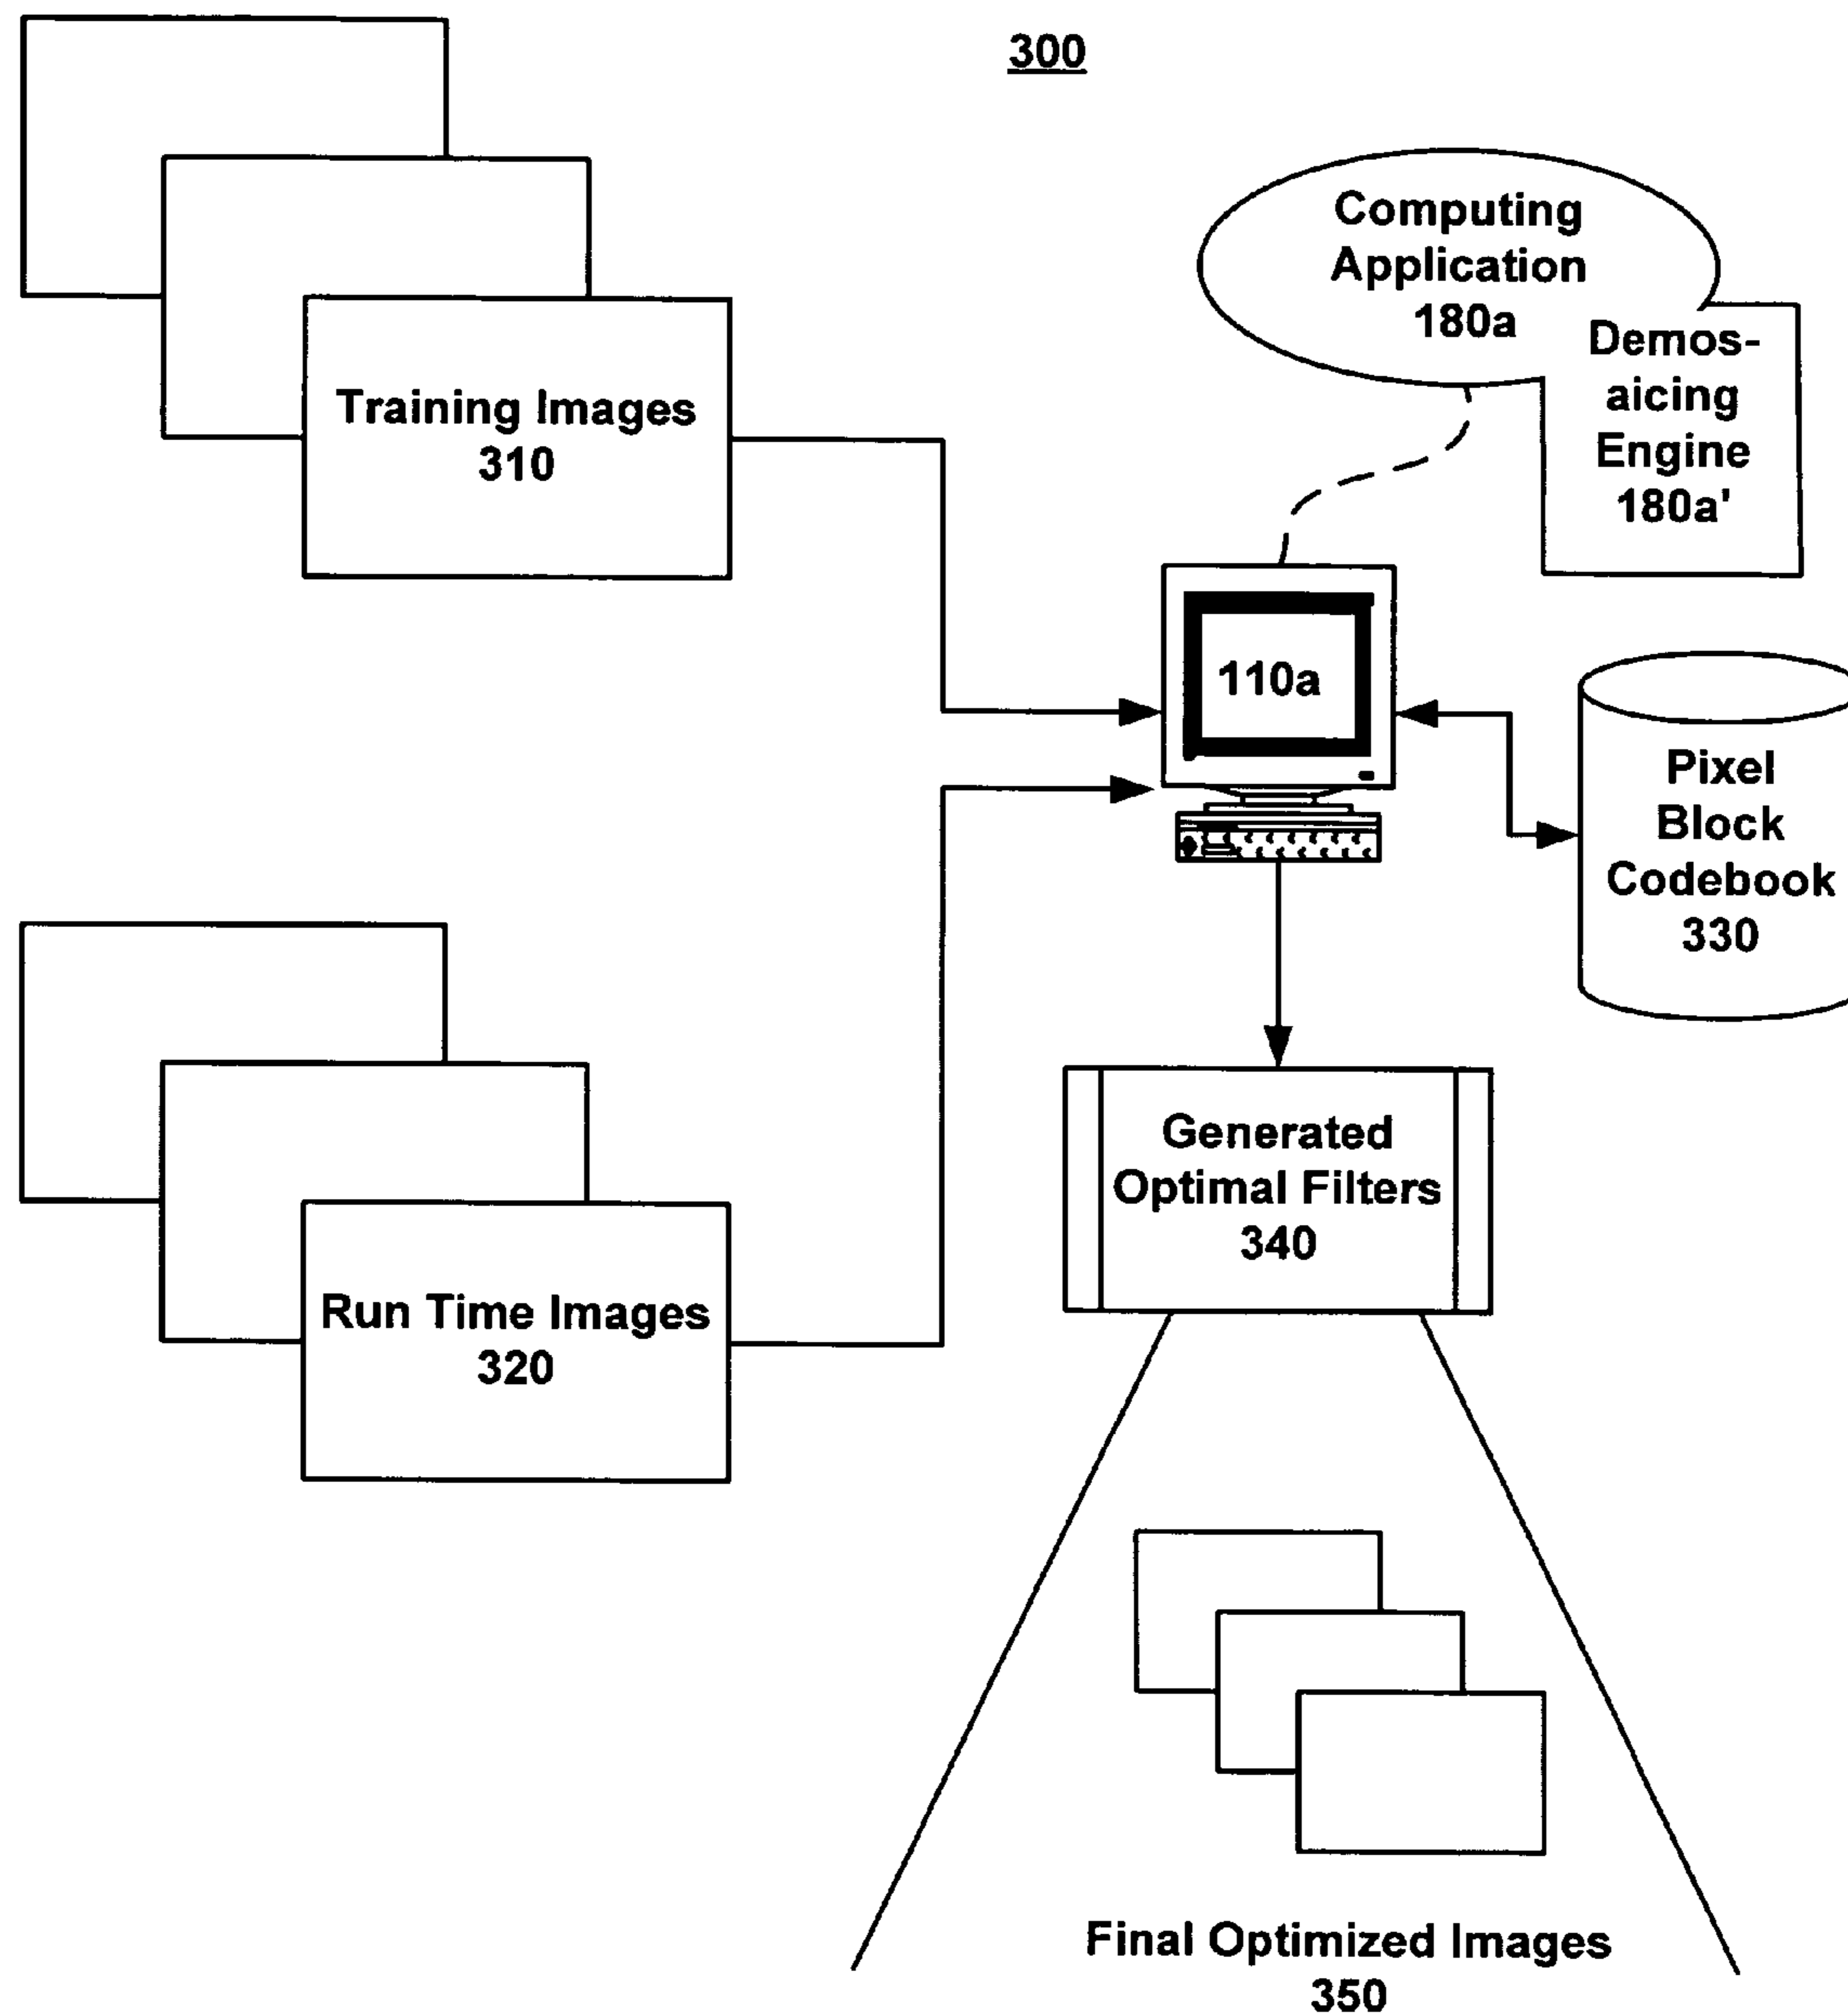 300
Computing
Application
180a
Demos-
aicing
Engine
180a'
Training Images
310
110a
Pixel
Block
Codebook
330
Generated
Optimal Filters
340
Run Time Images
320
Final Optimized Images
350